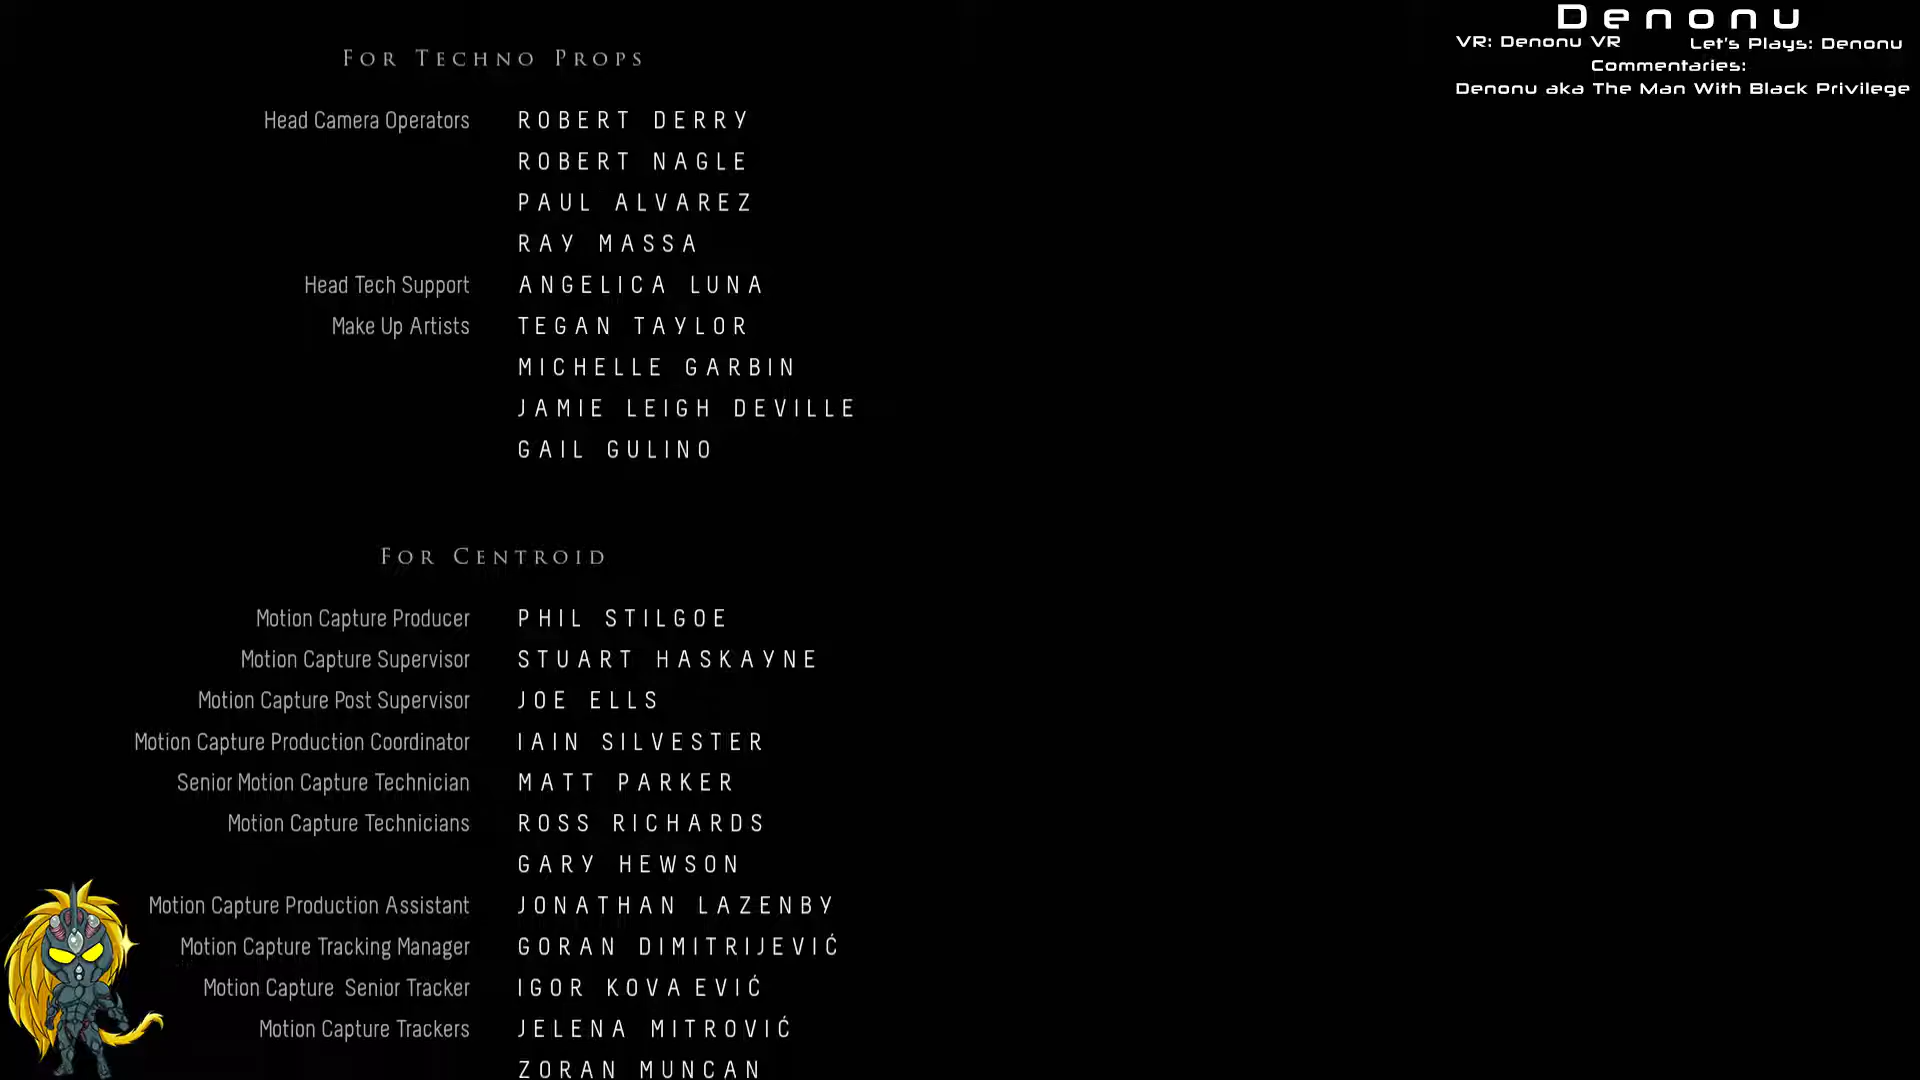 Denonu
VR: Denonu VR Let's Plays: Denonu
Commentaries:
Denonu aka The Man With Black Privilege
FOR TECHNO PROPS
Head Camera Operators ROBERT DERRY
ROBERT NAGLE
PAUL ALVAREZ
RAY MASSA
Head Tech Support ANGELICA LUNA
Make Up Artists TEGAN TAYLOR
MICHELLE GARBIN
JAMIE LEIGH DEVILLE
GAIL GULINO
FOR CENTROID
Motion Capture Producer PHIL STILGOE
Motion Capture Supervisor STUART HASKAYNE
Motion Capture Post Supervisor JOE ELLS
Motion Capture Production Coordinator IAIN SILVESTER
Senior Motion Capture Technician MATT PARKER
Motion Capture Technicians ROSS RICHARDS
GARY HEWSON
Motion Capture Production Assistant JONATHAN LAZENBY
Motion Capture Tracking Manager GORAN DIMITRIJEVIĆ
Motion Capture Senior Tracker IGOR KOVA EVIĆ
Motion Capture Trackers JELENA MITROVIĆ
ZORAN MUNCAN